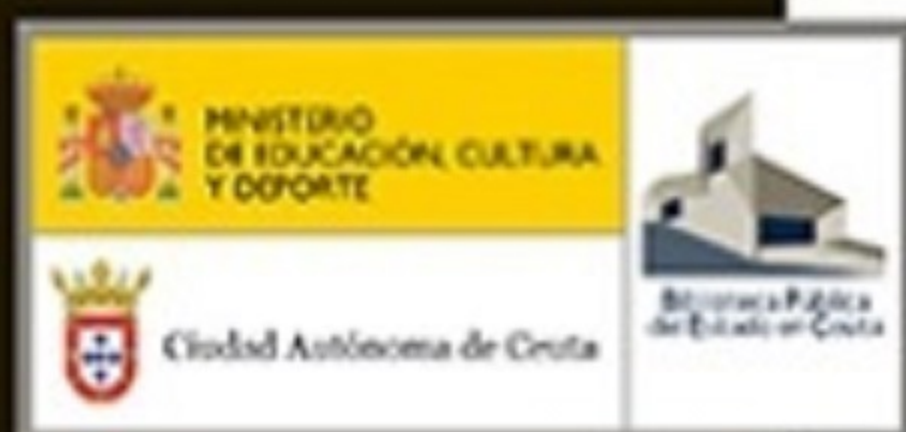 MINISTERIO
DE EDUCACIÓN, CULTURA
Y DEPORTE
Ciudad Autónoma de Ceuta
Biblioteca Pública
del Estado en Ceuta